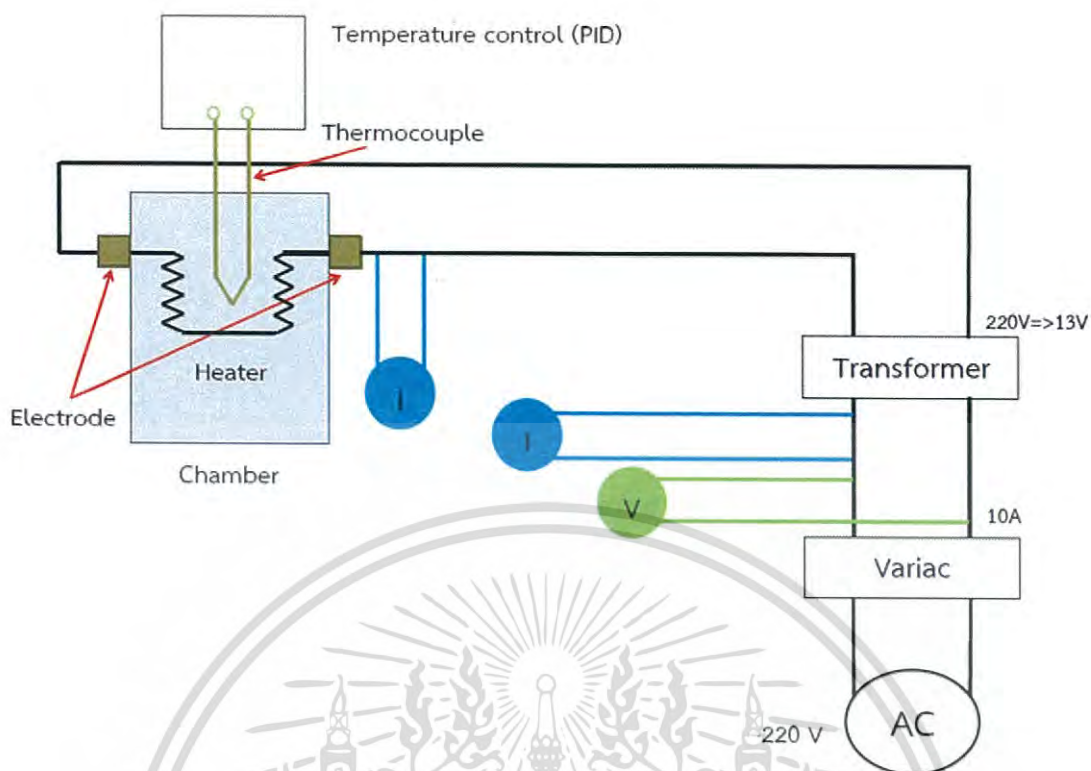 Temperature control (PID)
Thermocouple
220V=>13V
Transformer
Heater
I
Electrode
I
Chamber
V
10A
Variac
220 V
AC